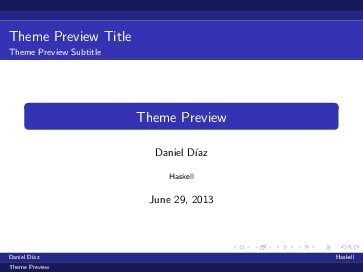 Theme Preview Title
Theme Preview Subtitle
Theme Preview
Daniel Díaz
Haskell
June 29, 2013
Daniel Díaz Haskell
Theme Preview